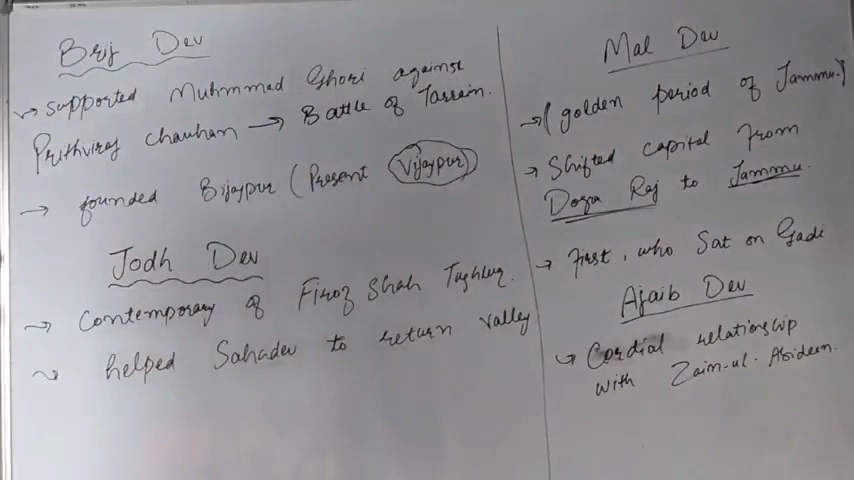 Brij Dev
→ supported Muhmmad Ghori against
Prithviraj chauhan → Battle of Tarrain.
→ founded Bijaypur (Present Vijaypur)
Jodh Dev
→ Contemporary of Firoz Shah Tughluq.
→ helped Sahadev to return valley
Mal Dev
→ (golden period of Jammu.)
→ Shifted capital from
Dogra Raj to Jammu.
→ first, who Sat on Gadi
Ajaib Dev
→ Cordial relationship
with Zain-ul-Abideen.